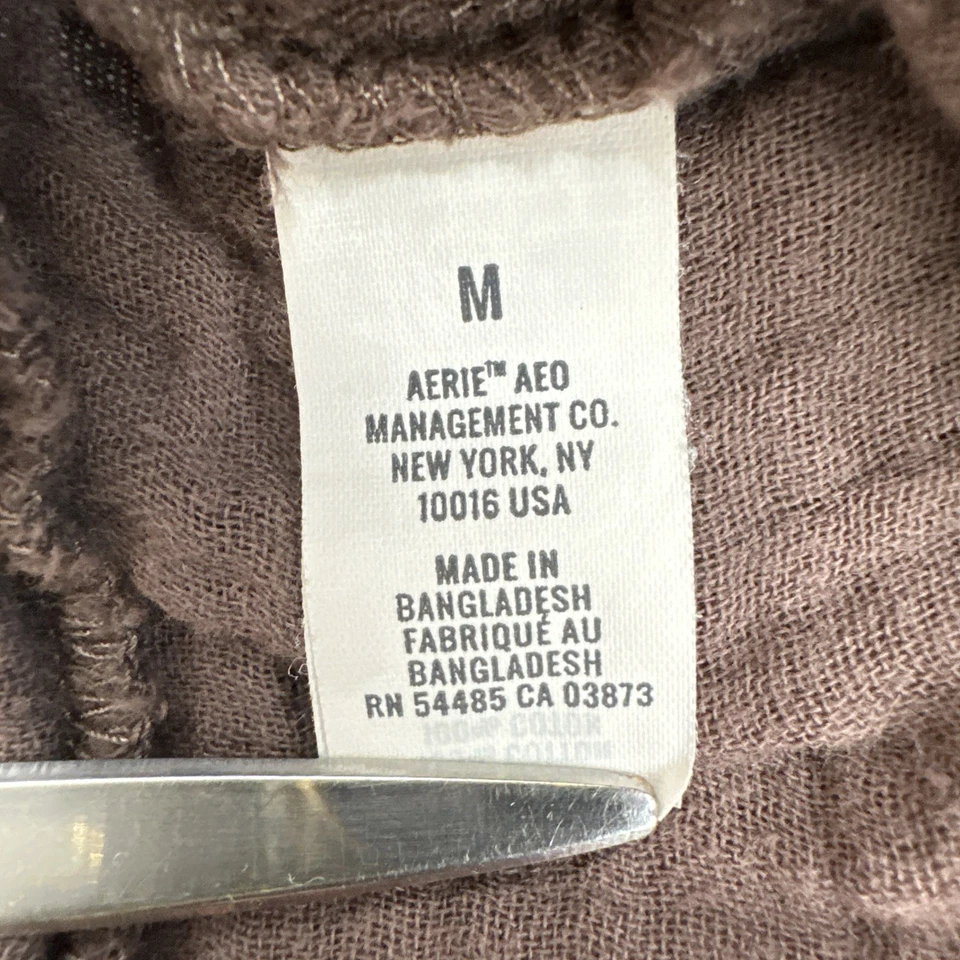 M
AERIE™ AEO
MANAGEMENT CO.
NEW YORK, NY
10016 USA
MADE IN
BANGLADESH
FABRIQUÉ AU
BANGLADESH
RN 54485 CA 03873